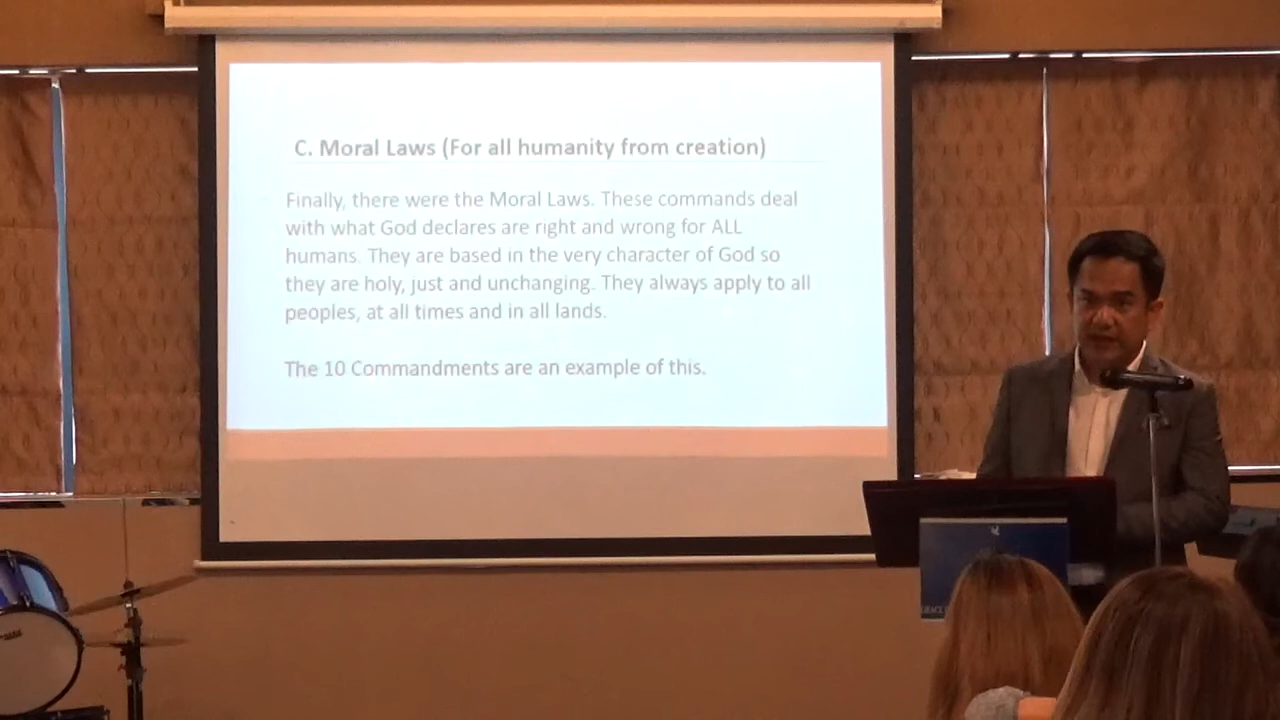 C. Moral Laws (For all humanity from creation)
Finally, there were the Moral Laws. These commands deal
with what God declares are right and wrong for ALL
humans. They are based in the very character of God so
they are holy, just and unchanging. They always apply to all
peoples, at all times and in all lands.
The 10 Commandments are an example of this.